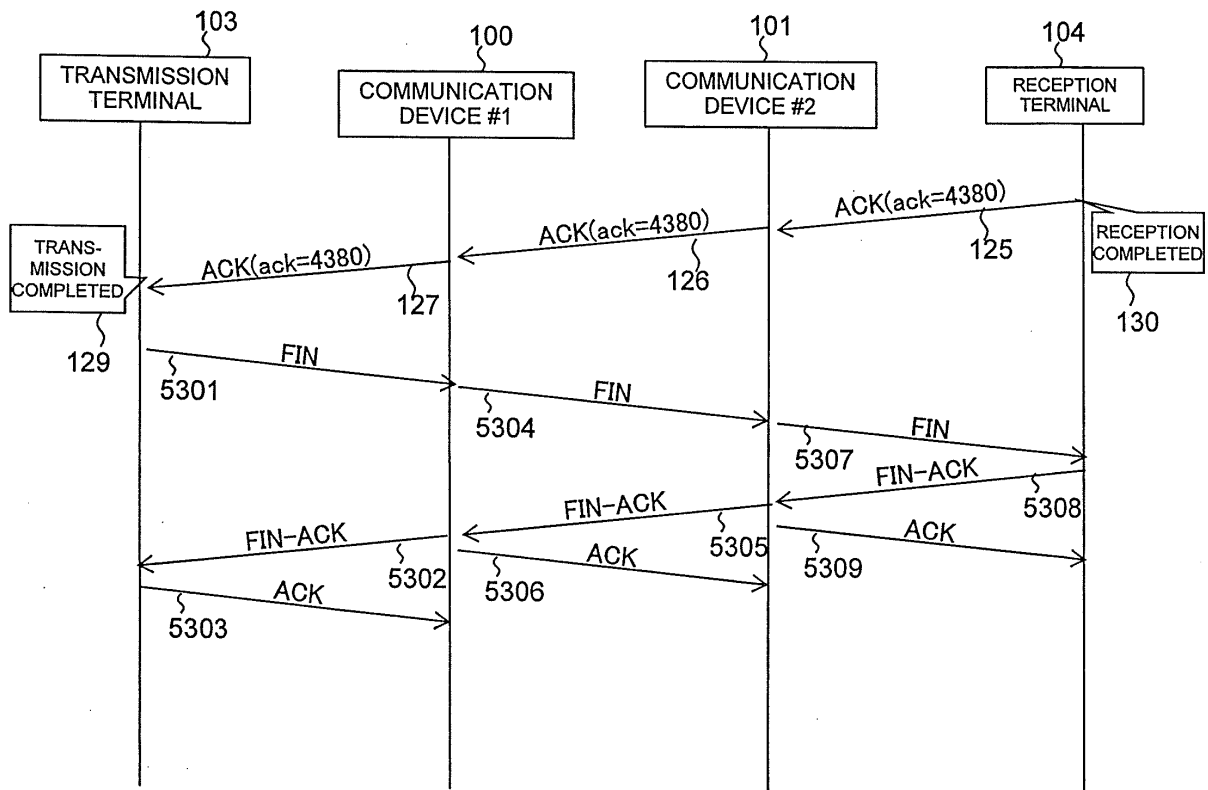 103
100
101
104
TRANSMISSION
TERMINAL
COMMUNICATION
DEVICE #1
COMMUNICATION
DEVICE #2
RECEPTION
TERMINAL
ACK(ack=4380)
125
RECEPTION
COMPLETED
130
ACK(ack=4380)
126
ACK(ack=4380)
127
TRANS-
MISSION
COMPLETED
129
FIN
5301
FIN
5304
FIN
5307
FIN-ACK
5308
FIN-ACK
5305
ACK
5309
FIN-ACK
5302
ACK
5306
ACK
5303